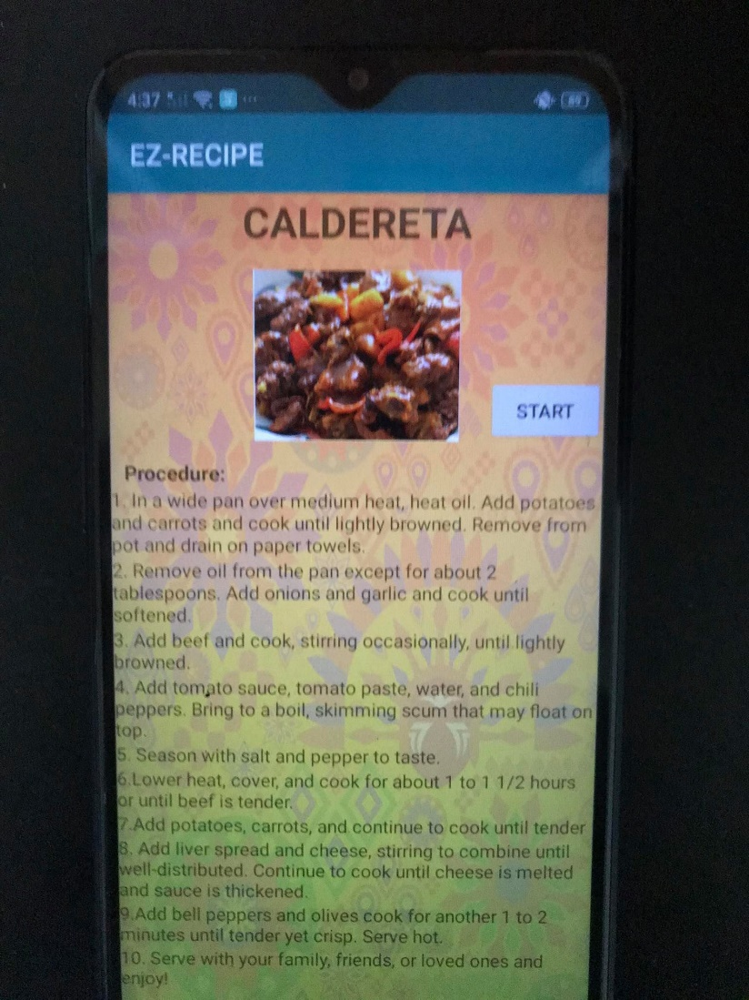 4:37
EZ-RECIPE
CALDERETA
START
Procedure:
1. In a wide pan over medium heat, heat oil. Add potatoes
and carrots and cook until lightly browned. Remove from
pot and drain on paper towels.
2. Remove oil from the pan except for about 2
tablespoons. Add onions and garlic and cook until
softened.
3. Add beef and cook, stirring occasionally, until lightly
browned.
4. Add tomato sauce, tomato paste, water, and chili
peppers. Bring to a boil, skimming scum that may float on
top.
5. Season with salt and pepper to taste.
6.Lower heat, cover, and cook for about 1 to 1 1/2 hours
or until beef is tender.
7.Add potatoes, carrots, and continue to cook until tender
8. Add liver spread and cheese, stirring to combine until
well-distributed. Continue to cook until cheese is melted
and sauce is thickened.
9.Add bell peppers and olives cook for another 1 to 2
minutes until tender yet crisp. Serve hot.
10. Serve with your family, friends, or loved ones and
enjoy!